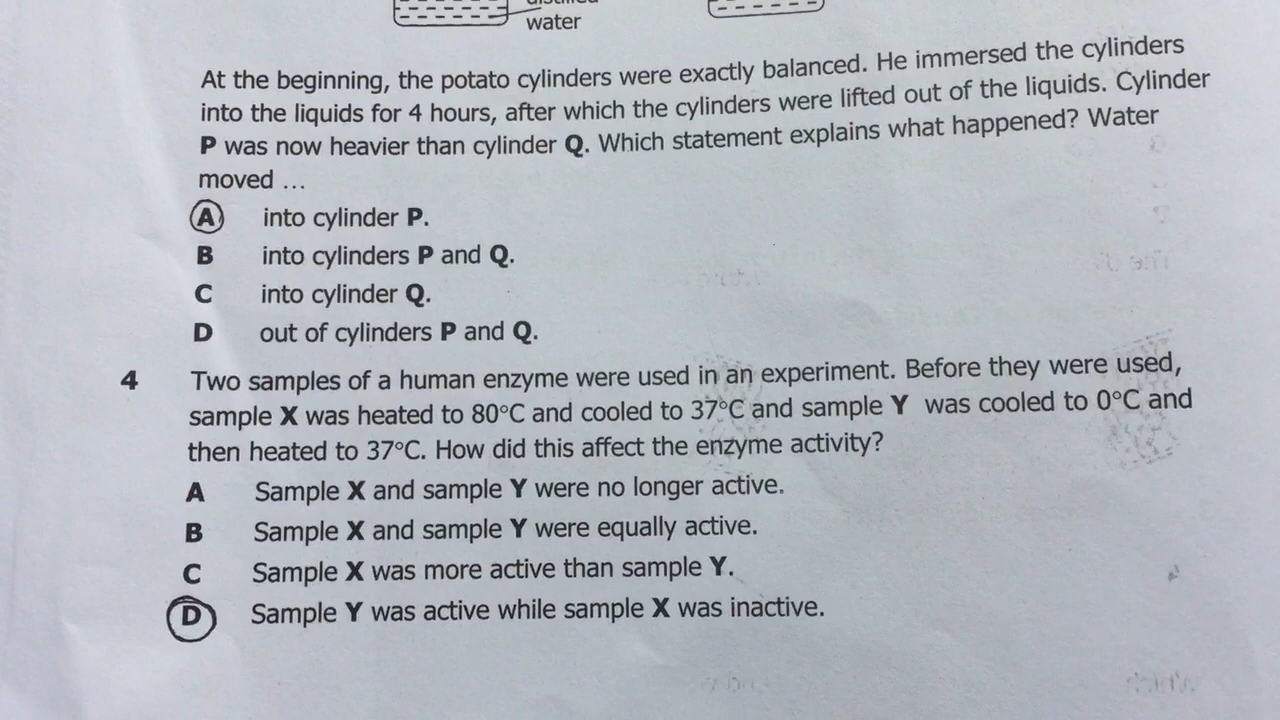 water
At the beginning, the potato cylinders were exactly balanced. He immersed the cylinders
into the liquids for 4 hours, after which the cylinders were lifted out of the liquids. Cylinder
P was now heavier than cylinder Q. Which statement explains what happened? Water
moved ...
A into cylinder P.
B into cylinders P and Q.
C into cylinder Q.
D out of cylinders P and Q.
4 Two samples of a human enzyme were used in an experiment. Before they were used,
sample X was heated to 80°C and cooled to 37°C and sample Y was cooled to 0°C and
then heated to 37°C. How did this affect the enzyme activity?
A Sample X and sample Y were no longer active.
B Sample X and sample Y were equally active.
C Sample X was more active than sample Y.
D Sample Y was active while sample X was inactive.